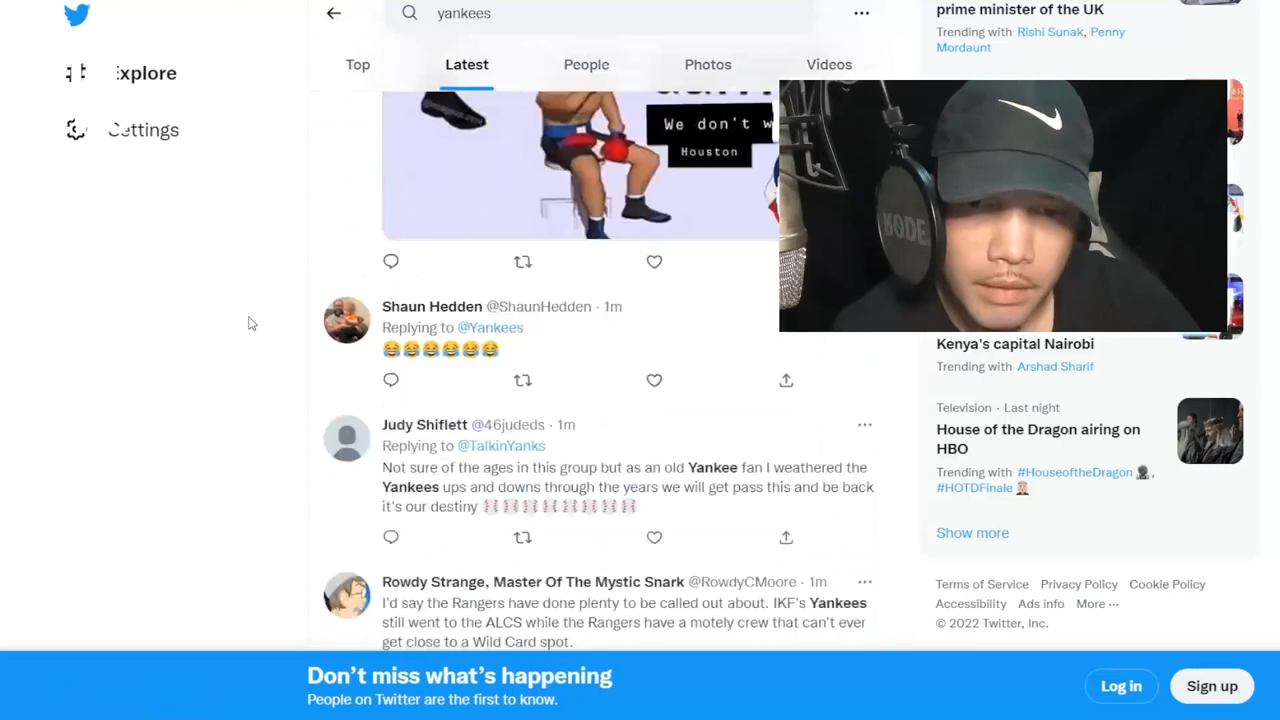 yankees
Explore
Settings
Top
Latest
People
Photos
Videos
We don't w
Houston
Shaun Hedden @ShaunHedden · 1m
Replying to @Yankees
😂😂😂😂😂😂
Judy Shiflett @46judeds · 1m
Replying to @TalkinYanks
Not sure of the ages in this group but as an old Yankee fan I weathered the
Yankees ups and downs through the years we will get pass this and be back
it's our destiny ⚾⚾⚾⚾⚾⚾⚾⚾
Rowdy Strange, Master Of The Mystic Snark @RowdyCMoore · 1m
I'd say the Rangers have done plenty to be called out about. IKF's Yankees
still went to the ALCS while the Rangers have a motely crew that can't ever
get close to a Wild Card spot.
prime minister of the UK
Trending with Rishi Sunak, Penny
Mordaunt
RODE
Kenya's capital Nairobi
Trending with Arshad Sharif
Television · Last night
House of the Dragon airing on
HBO
Trending with #HouseoftheDragon,
#HOTDFinale
Show more
Terms of Service Privacy Policy Cookie Policy
Accessibility Ads info More ···
© 2022 Twitter, Inc.
Don't miss what's happening
People on Twitter are the first to know.
Log in
Sign up